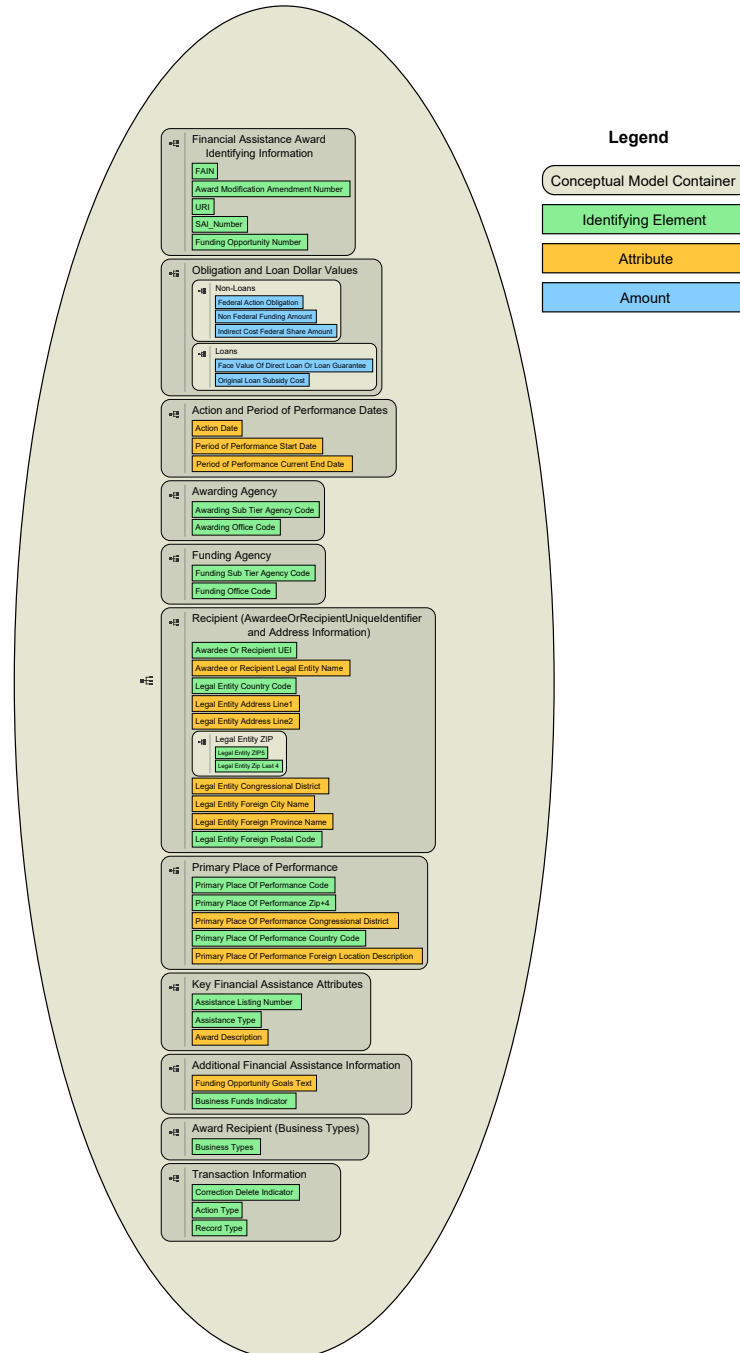 Financial Assistance Award
Identifying Information
FAIN
Award Modification Amendment Number
URI
SAI_Number
Funding Opportunity Number
Obligation and Loan Dollar Values
Non-Loans
Federal Action Obligation
Non Federal Funding Amount
Indirect Cost Federal Share Amount
Loans
Face Value Of Direct Loan Or Loan Guarantee
Original Loan Subsidy Cost
Action and Period of Performance Dates
Action Date
Period of Performance Start Date
Period of Performance Current End Date
Awarding Agency
Awarding Sub Tier Agency Code
Awarding Office Code
Funding Agency
Funding Sub Tier Agency Code
Funding Office Code
Recipient (AwardeeOrRecipientUniqueIdentifier
and Address Information)
Awardee Or Recipient UEI
Awardee or Recipient Legal Entity Name
Legal Entity Country Code
Legal Entity Address Line1
Legal Entity Address Line2
Legal Entity ZIP
Legal Entity ZIP5
Legal Entity Zip Last 4
Legal Entity Congressional District
Legal Entity Foreign City Name
Legal Entity Foreign Province Name
Legal Entity Foreign Postal Code
Primary Place of Performance
Primary Place Of Performance Code
Primary Place Of Performance Zip+4
Primary Place Of Performance Congressional District
Primary Place Of Performance Country Code
Primary Place Of Performance Foreign Location Description
Key Financial Assistance Attributes
Assistance Listing Number
Assistance Type
Award Description
Additional Financial Assistance Information
Funding Opportunity Goals Text
Business Funds Indicator
Award Recipient (Business Types)
Business Types
Transaction Information
Correction Delete Indicator
Action Type
Record Type
Legend
Conceptual Model Container
Identifying Element
Attribute
Amount